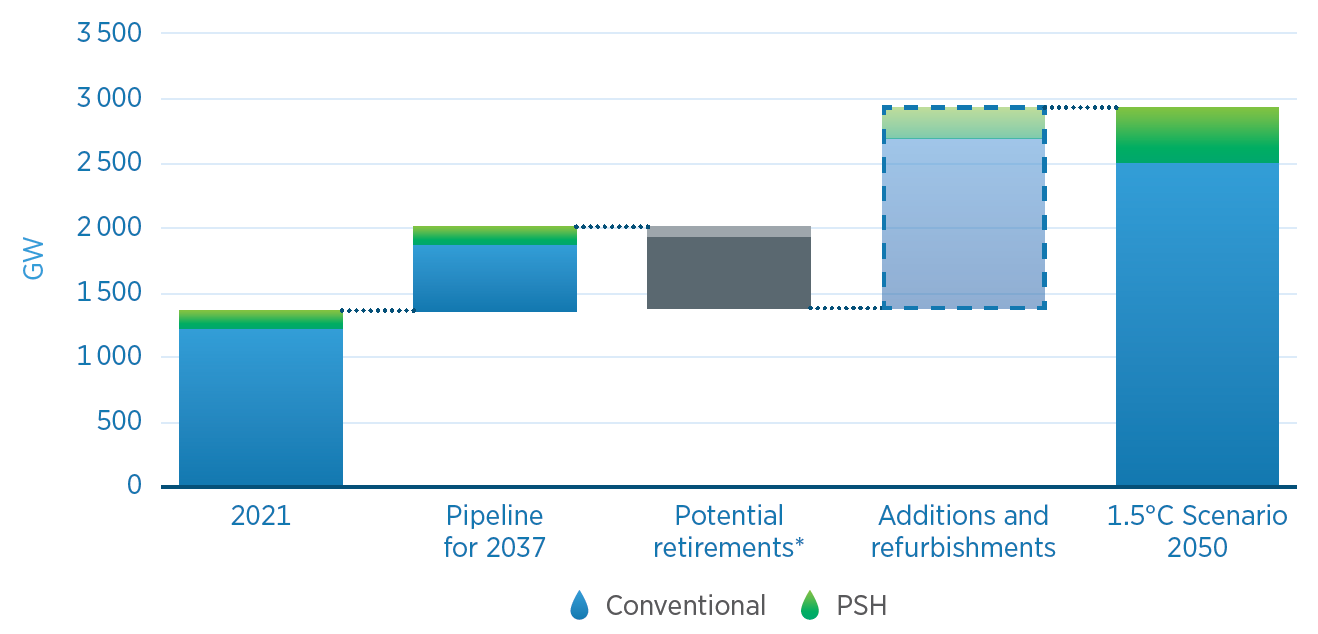 3 500
3 000
2 500
2 000
1 500
1 000
500
0
GW
2021
Pipeline
for 2037
Potential
retirements*
Additions and
refurbishments
1.5°C Scenario
2050
Conventional
PSH